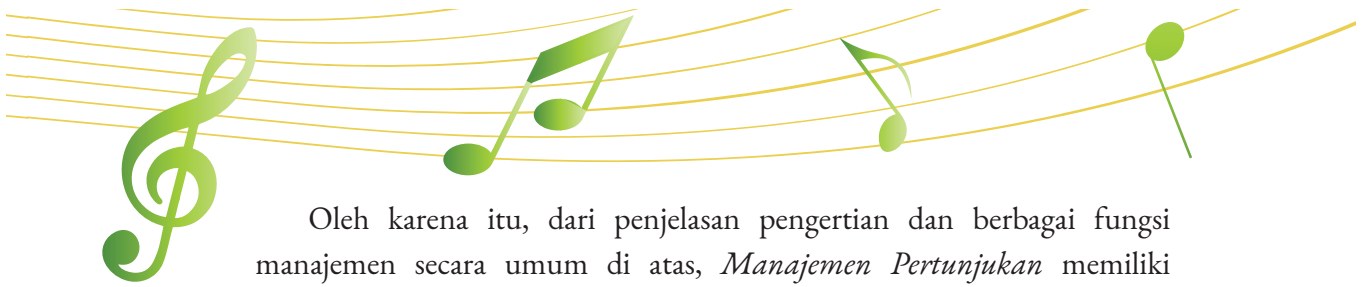 Oleh karena itu, dari penjelasan pengertian dan berbagai fungsi
manajemen secara umum di atas, Manajemen Pertunjukan memiliki